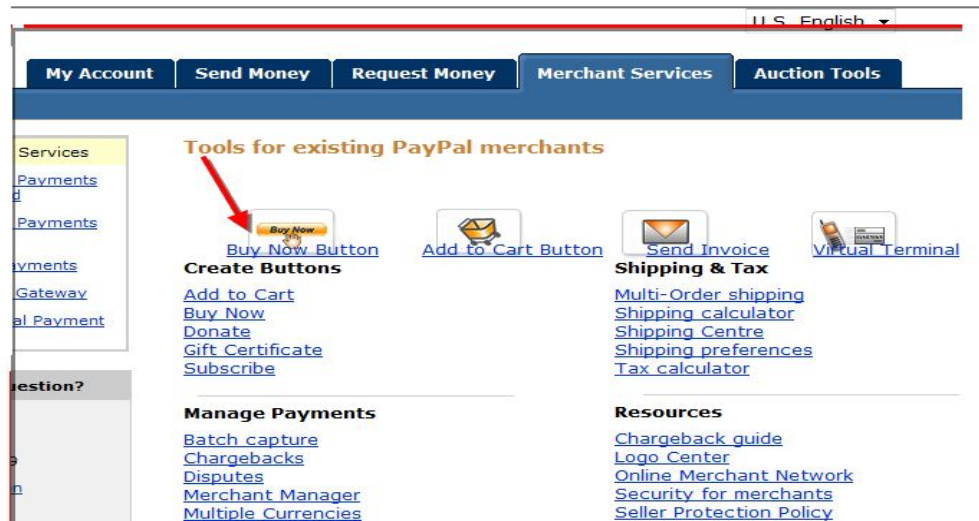 U.S. English
My Account Send Money Request Money Merchant Services Auction Tools
Services
Payments
d
Payments
yments
Gateway
al Payment
estion?
n
Tools for existing PayPal merchants
Buy Now
Buy Now Button Add to Cart Button Send Invoice Virtual Terminal
Create Buttons
Add to Cart
Buy Now
Donate
Gift Certificate
Subscribe
Shipping & Tax
Multi-Order shipping
Shipping calculator
Shipping Centre
Shipping preferences
Tax calculator
Manage Payments
Batch capture
Chargebacks
Disputes
Merchant Manager
Multiple Currencies
Resources
Chargeback guide
Logo Center
Online Merchant Network
Security for merchants
Seller Protection Policy